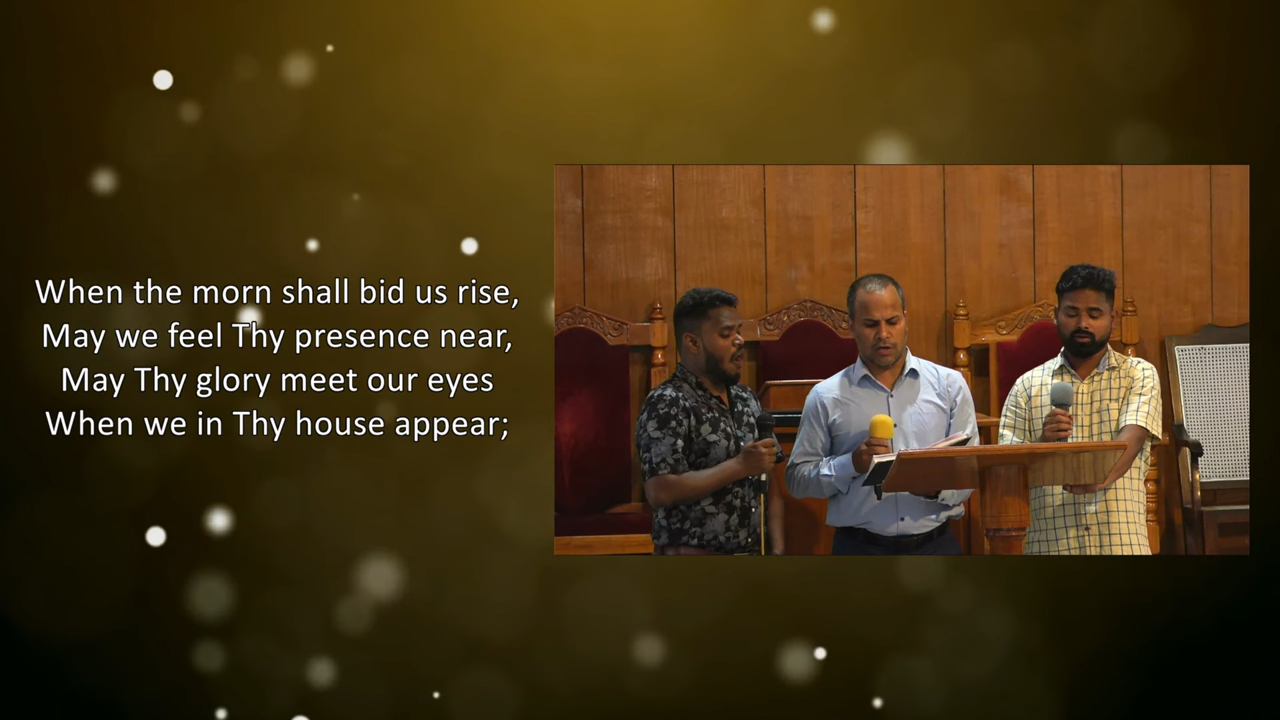 When the morn shall bid us rise,
May we feel Thy presence near,
May Thy glory meet our eyes
When we in Thy house appear;